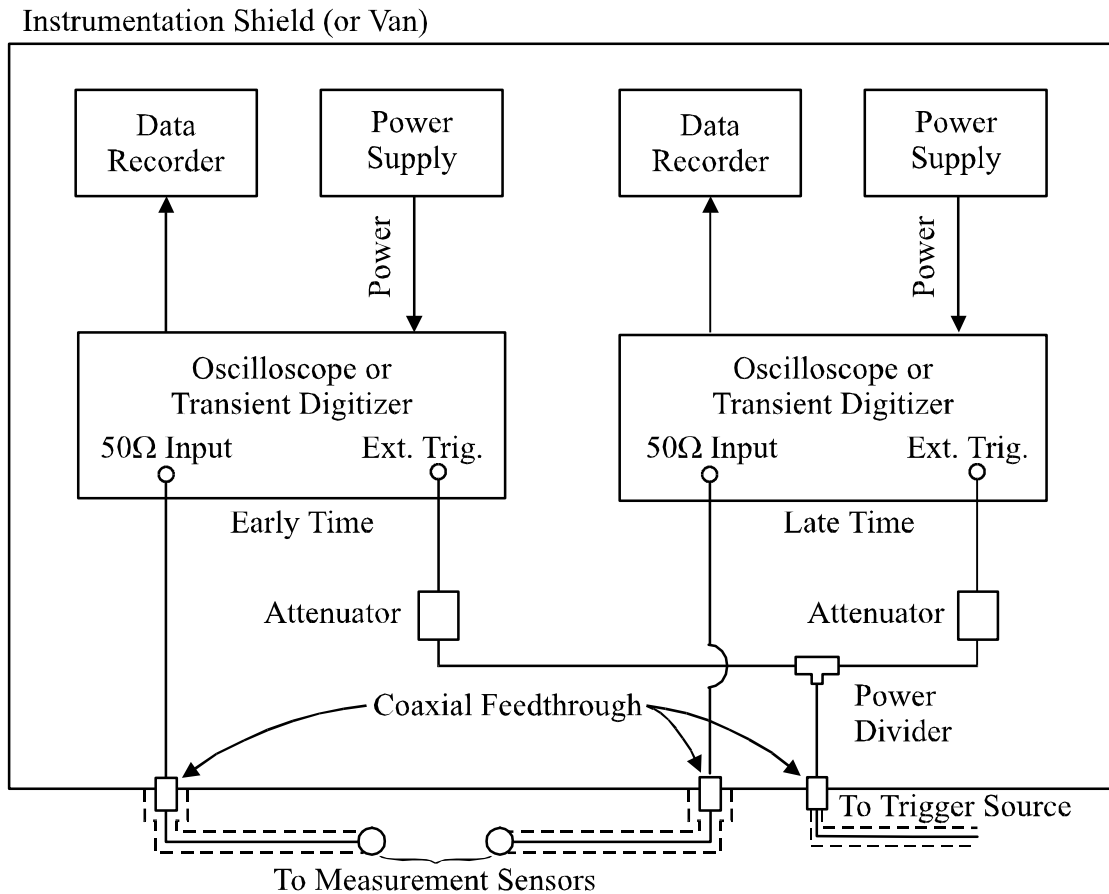 Instrumentation Shield (or Van)
Data
Recorder
Power
Supply
Data
Recorder
Power
Supply
Power
Power
Oscilloscope or
Transient Digitizer
50Ω Input
Ext. Trig.
Oscilloscope or
Transient Digitizer
50Ω Input
Ext. Trig.
Early Time
Late Time
Attenuator
Attenuator
Coaxial Feedthrough
Power
Divider
To Trigger Source
To Measurement Sensors